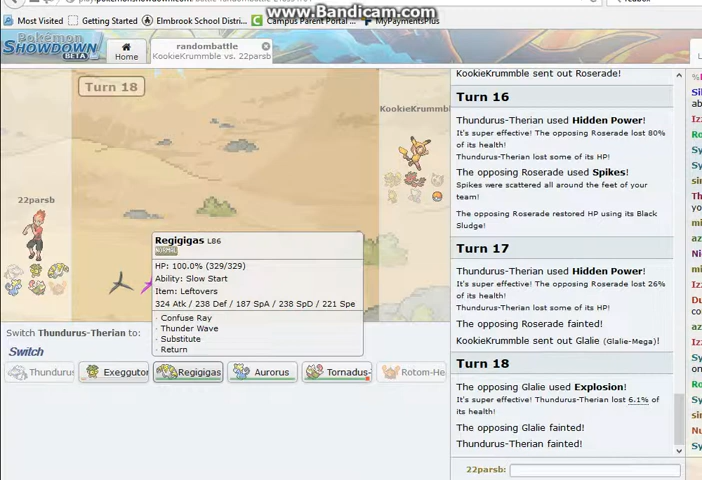 www.Bandicam.com
Most Visited
Getting Started
Elmbrook School Distri...
Campus Parent Portal
MyPaymentsPlus
Pokémon
SHOWDOWN
BETA
Home
randombattle
KookieKrummble vs. 22parsb
Turn 18
KookieKrummb
22parsb
Regigigas L86
NORMAL
HP: 100.0% (329/329)
Ability: Slow Start
Item: Leftovers
324 Atk / 238 Def / 187 SpA / 238 SpD / 221 Spe
· Confuse Ray
· Thunder Wave
· Substitute
· Return
Switch Thundurus-Therian to:
Switch
Thundurus
Exeggutor
Regigigas
Aurorus
Tornadus-
Rotom-He
KookieKrummble sent out Roserade!
Turn 16
Thundurus-Therian used Hidden Power!
It's super effective! The opposing Roserade lost 80%
of its health!
Thundurus-Therian lost some of its HP!
The opposing Roserade used Spikes!
Spikes were scattered all around the feet of your
team!
The opposing Roserade restored HP using its Black
Sludge!
Turn 17
Thundurus-Therian used Hidden Power!
It's super effective! The opposing Roserade lost 26%
of its health!
Thundurus-Therian lost some of its HP!
The opposing Roserade fainted!
KookieKrummble sent out Glalie (Glalie-Mega)!
Turn 18
The opposing Glalie used Explosion!
It's super effective! Thundurus-Therian lost 6.1%
of its health!
The opposing Glalie fainted!
Thundurus-Therian fainted!
22parsb: